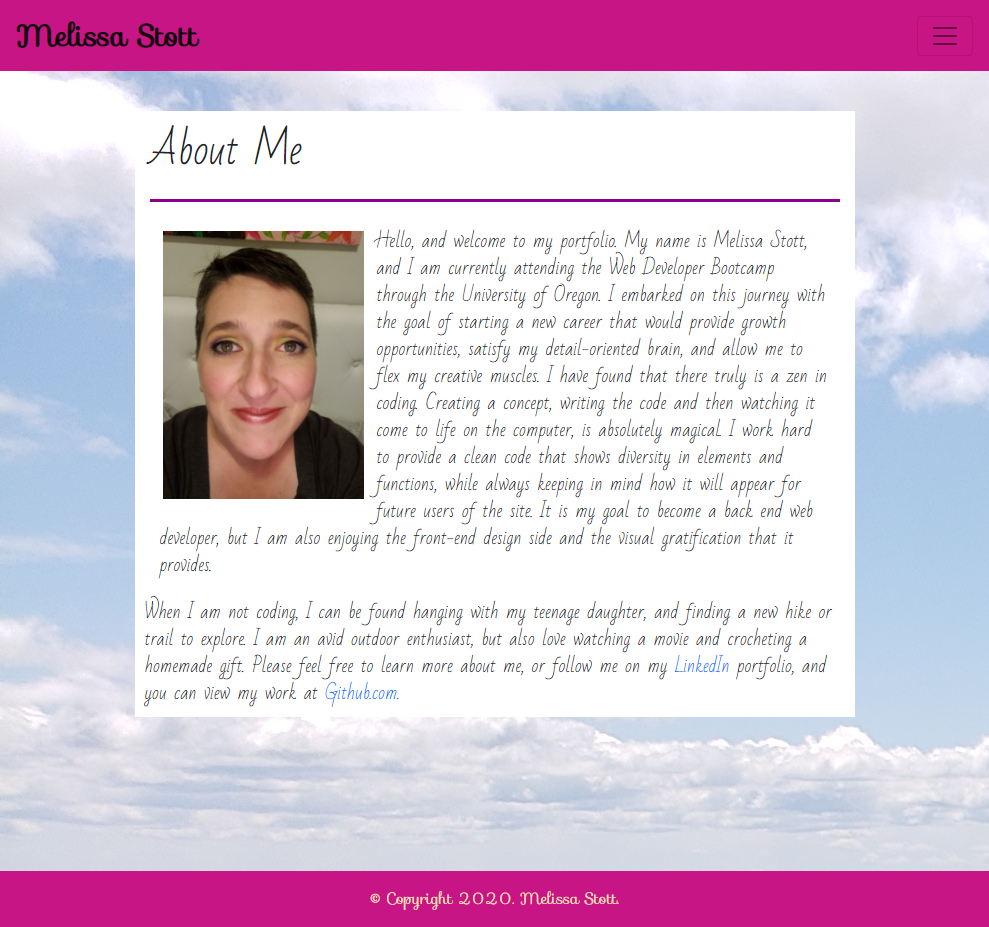 Melissa Stott
About Me
Hello, and welcome to my portfolio. My name is Melissa Stott,
and I am currently attending the Web Developer Bootcamp
through the University of Oregon. I embarked on this journey with
the goal of starting a new career that would provide growth
opportunities, satisfy my detail-oriented brain, and allow me to
flex my creative muscles. I have found that there truly is a zen in
coding. Creating a concept, writing the code and then watching it
come to life on the computer, is absolutely magical. I work hard
to provide a clean code that shows diversity in elements and
functions, while always keeping in mind how it will appear for
future users of the site. It is my goal to become a back end web
developer, but I am also enjoying the front-end design side and the visual gratification that it
provides.
When I am not coding, I can be found hanging with my teenage daughter, and finding a new hike or
trail to explore. I am an avid outdoor enthusiast, but also love watching a movie and crocheting a
homemade gift. Please feel free to learn more about me, or follow me on my LinkedIn portfolio, and
you can view my work at Github.com.
© Copyright 2020. Melissa Stott.